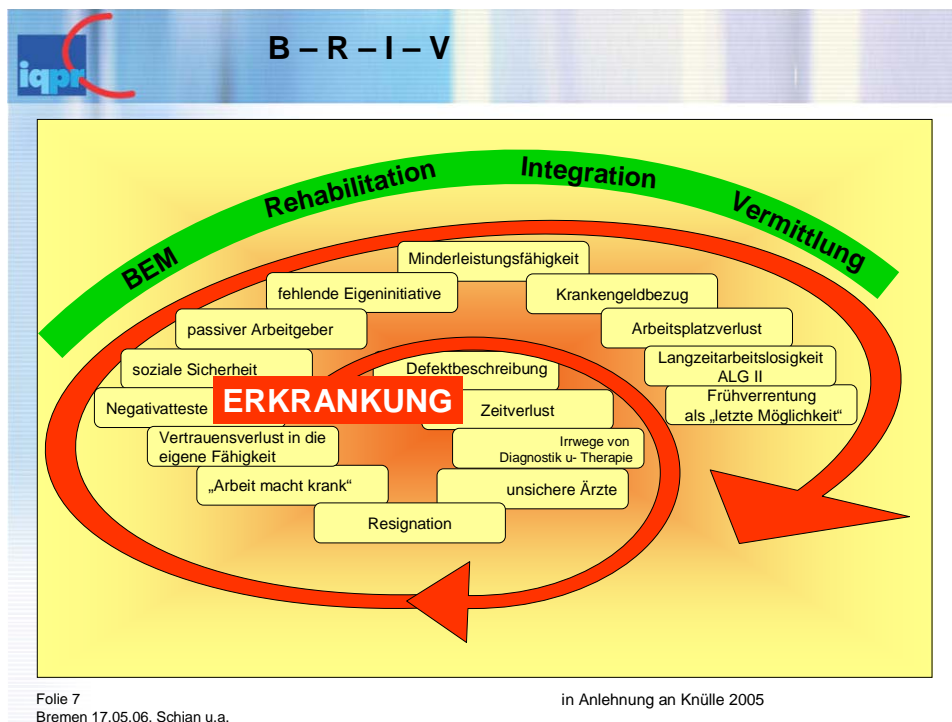 B – R – I – V
iqpr
BEM
Rehabilitation
Integration
Vermittlung
Minderleistungsfähigkeit
fehlende Eigeninitiative
Krankengeldbezug
passiver Arbeitgeber
Arbeitsplatzverlust
soziale Sicherheit
Defektbeschreibung
Langzeitarbeitslosigkeit
ALG II
ERKRANKUNG
Negativatteste
Zeitverlust
Frühverrentung
als „letzte Möglichkeit“
Vertrauensverlust in die
eigene Fähigkeit
Irrwege von
Diagnostik u- Therapie
„Arbeit macht krank“
unsichere Ärzte
Resignation
Folie 7
in Anlehnung an Knülle 2005
Bremen 17.05.06, Schian u.a.